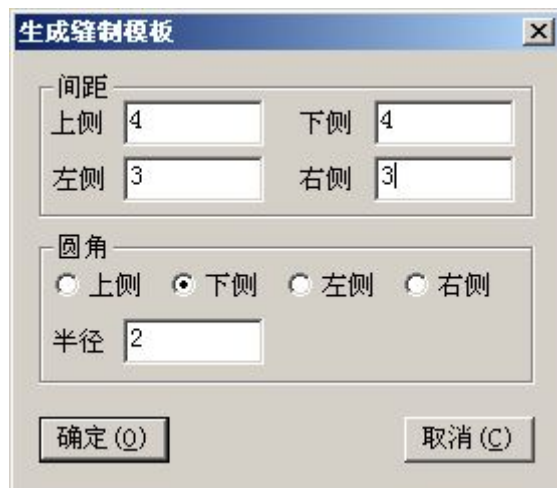 生成缝制模板
间距
上侧 4 下侧 4
左侧 3 右侧 3
圆角
上侧 下侧 左侧 右侧
半径 2
确定(O) 取消(C)